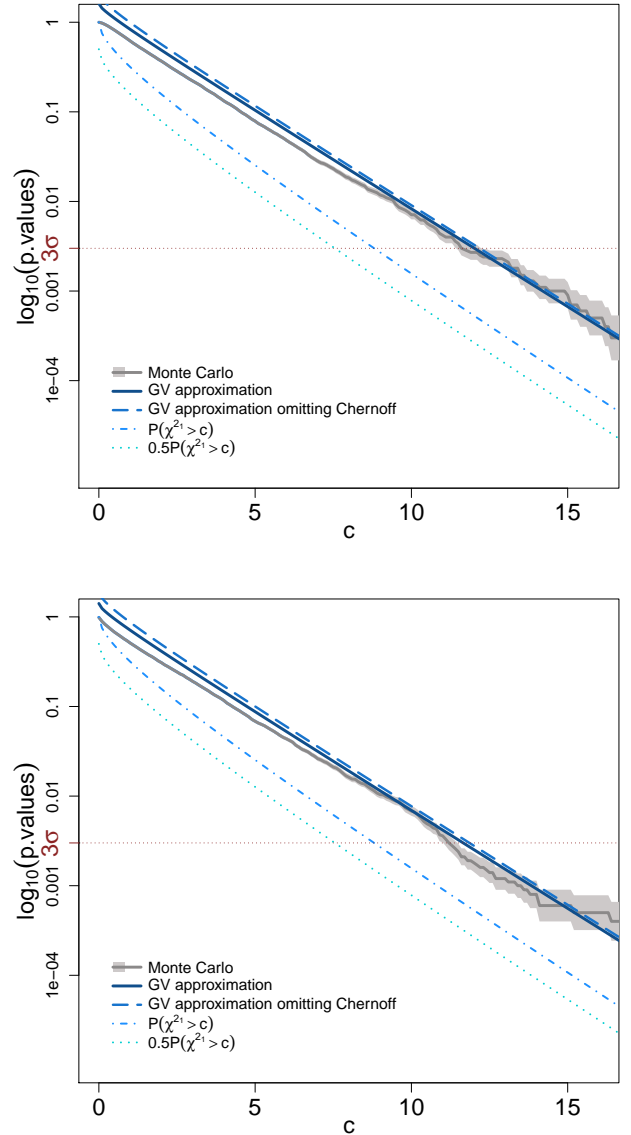 1
0.1
0.01
0.001
1e−04
log10(p.values)
3σ
Monte Carlo
GV approximation
GV approximation omitting Chernoff
P(χ²₁ > c)
0.5P(χ²₁ > c)
0 5 10 15
c
1
0.1
0.01
0.001
1e−04
log10(p.values)
3σ
Monte Carlo
GV approximation
GV approximation omitting Chernoff
P(χ²₁ > c)
0.5P(χ²₁ > c)
0 5 10 15
c